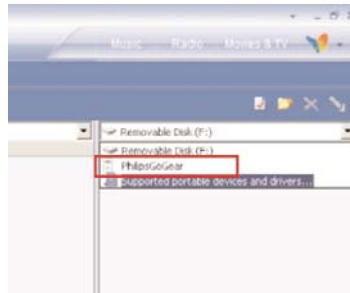 Music Radio Movies & TV
Removable Disk (F:)
Removable Disk (F:)
PhilipsGoGear
Supported portable devices and drivers...